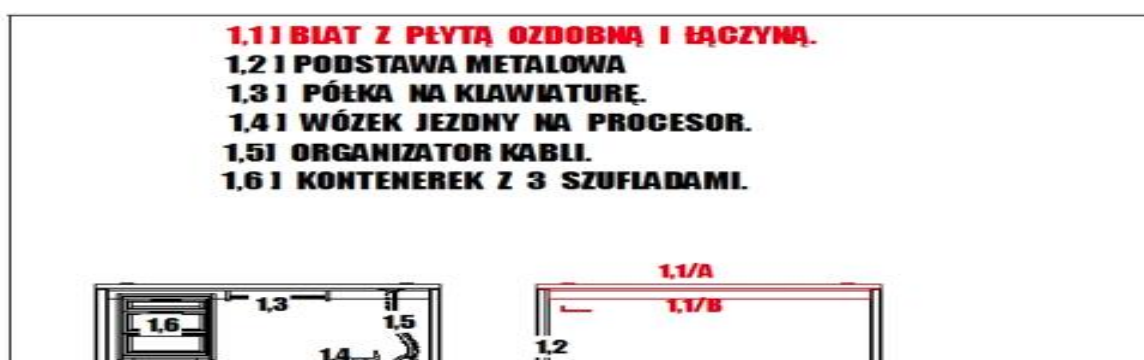 1,1] BLAT Z PŁYTĄ OZDOBNĄ I ŁĄCZYNĄ.
1,2 ] PODSTAWA METALOWA
1,3 ] PÓŁKA NA KLAWIATURĘ.
1,4 ] WÓZEK JEZDNY NA PROCESOR.
1,5] ORGANIZATOR KABLI.
1,6 ] KONTENEREK Z 3 SZUFLADAMI.
1,1/A
1,3
1,1/B
1,6
1,5
1,2
1,4